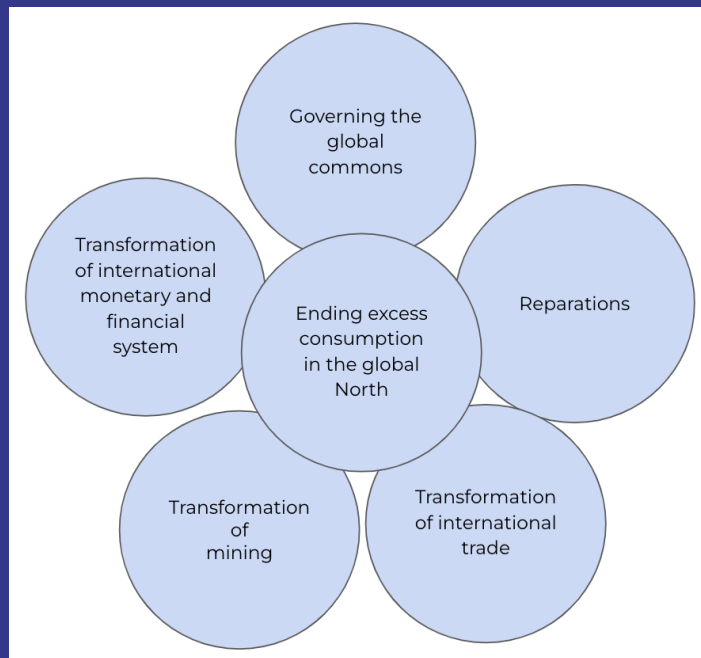 Governing the
global
commons
Transformation
of international
monetary and
financial
system
Ending excess
consumption
in the global
North
Reparations
Transformation
of
mining
Transformation
of international
trade